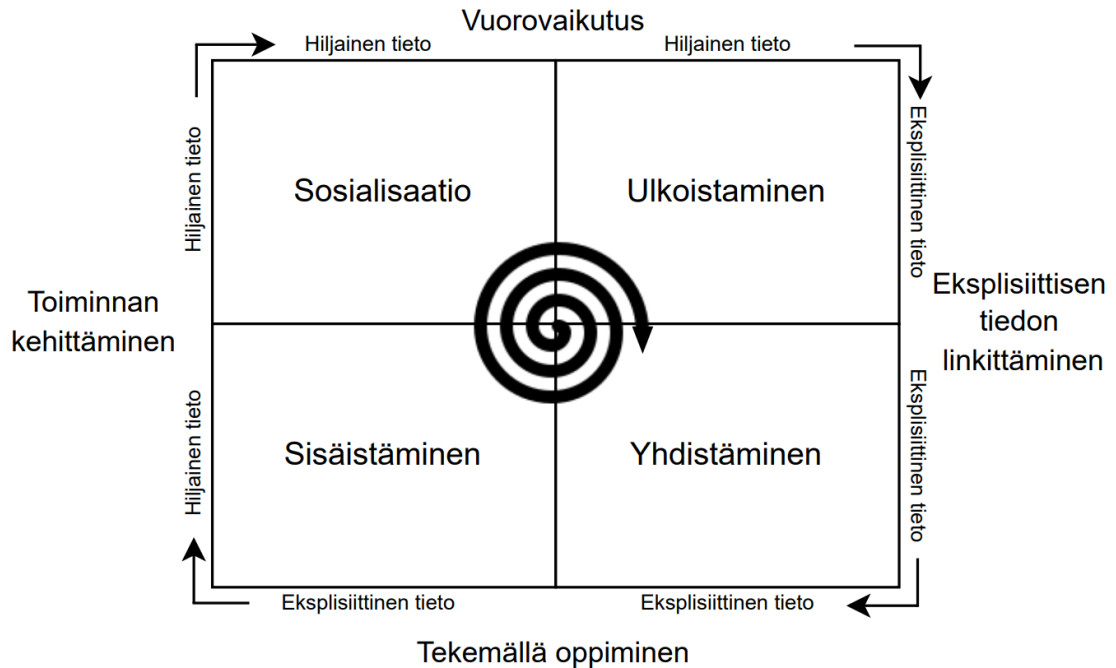 Vuorovaikutus
Hiljainen tieto
Hiljainen tieto
Hiljainen tieto
Eksplisiittinen tieto
Sosialisaatio
Ulkoistaminen
Toiminnan
kehittäminen
Eksplisiittisen
tiedon
linkittäminen
Sisäistäminen
Yhdistäminen
Hiljainen tieto
Eksplisiittinen tieto
Eksplisiittinen tieto
Eksplisiittinen tieto
Tekemällä oppiminen